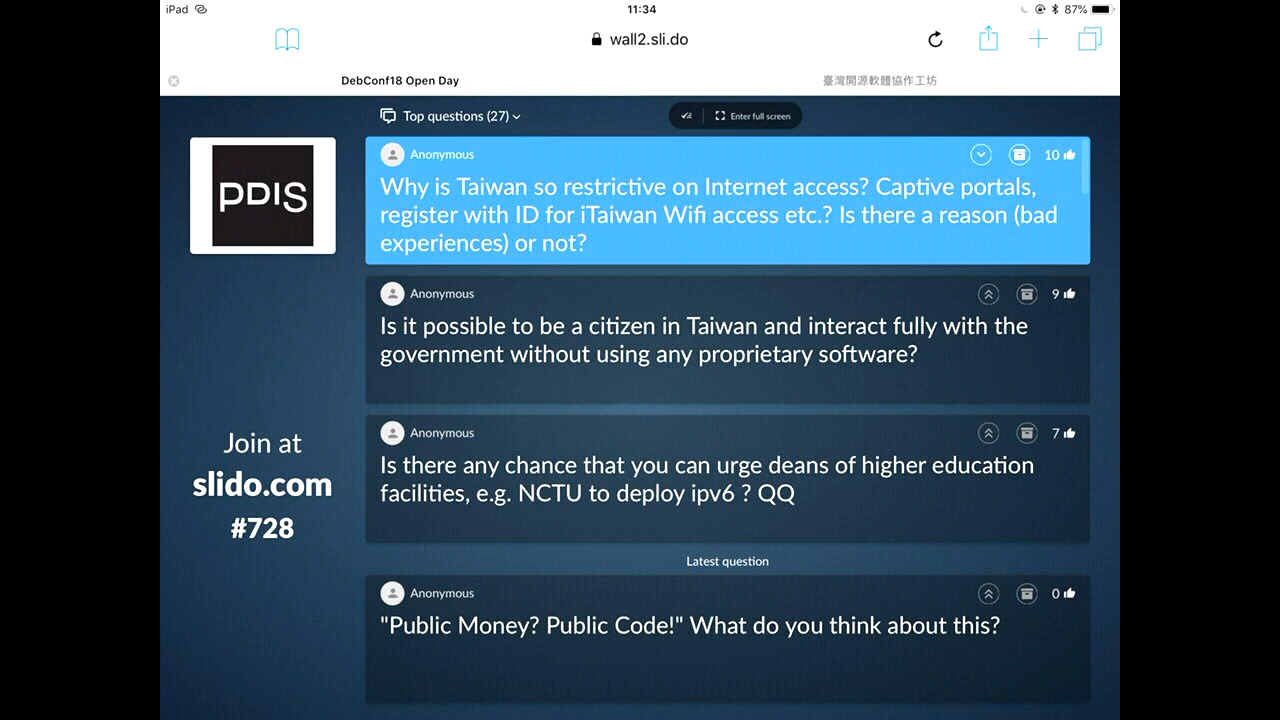 iPad
11:34
87%
wall2.sli.do
DebConf18 Open Day
臺灣開源軟體協作工坊
Top questions (27)
Enter full screen
PDIS
Anonymous
10
Why is Taiwan so restrictive on Internet access? Captive portals,
register with ID for iTaiwan Wifi access etc.? Is there a reason (bad
experiences) or not?
Anonymous
9
Is it possible to be a citizen in Taiwan and interact fully with the
government without using any proprietary software?
Anonymous
7
Is there any chance that you can urge deans of higher education
facilities, e.g. NCTU to deploy ipv6 ? QQ
Join at
slido.com
#728
Latest question
Anonymous
0
"Public Money? Public Code!" What do you think about this?